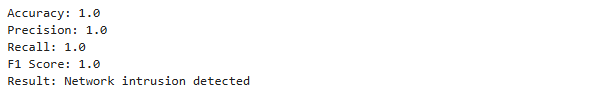 Accuracy: 1.0
Precision: 1.0
Recall: 1.0
F1 Score: 1.0
Result: Network intrusion detected